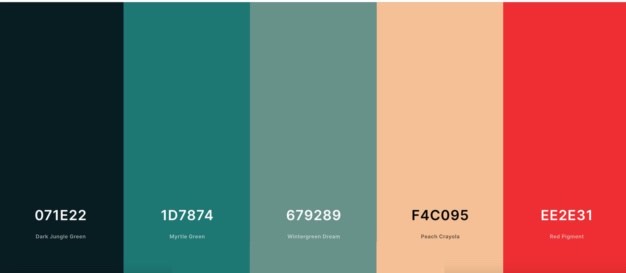 071E22
Dark Jungle Green
1D7874
Myrtle Green
679289
Wintergreen Dream
F4C095
Peach Crayola
EE2E31
Red Pigment